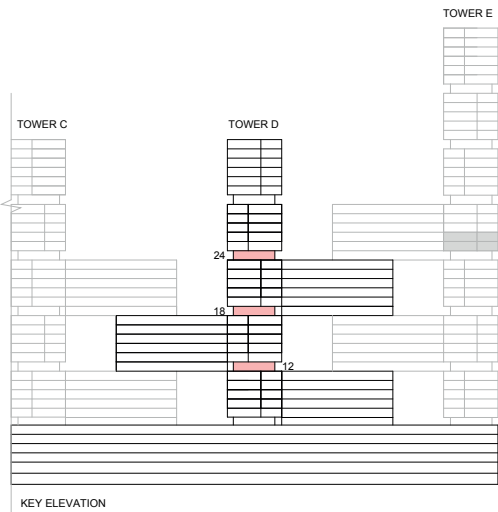 TOWER E
TOWER C
TOWER D
24
18
12
KEY ELEVATION